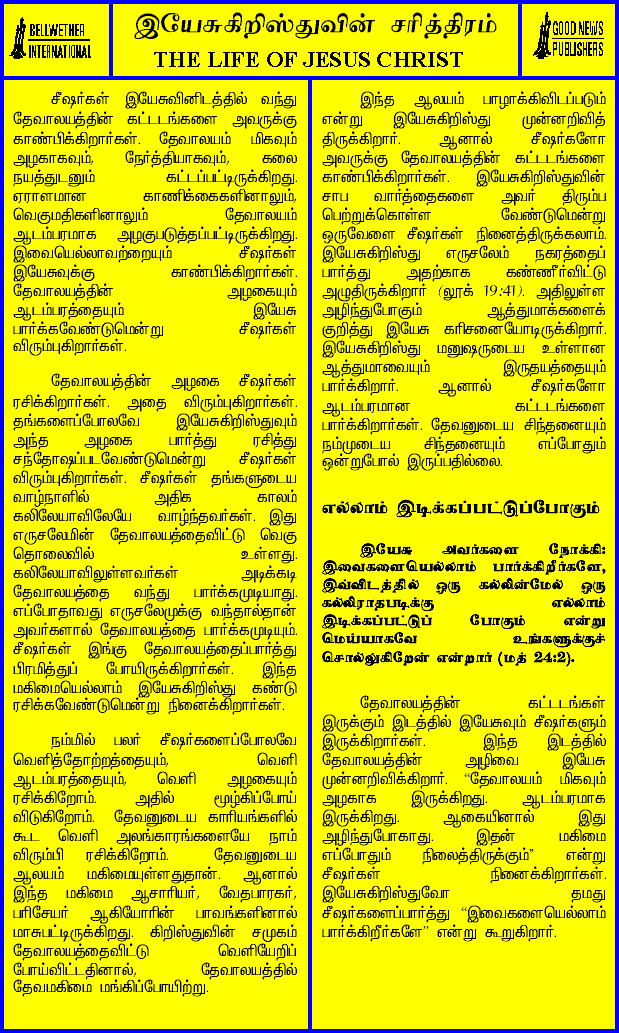 BELLWETHER
INTERNATIONAL
இயேசுகிறிஸ்துவின் சரித்திரம்
THE LIFE OF JESUS CHRIST
GOOD NEWS
PUBLISHERS
சீஷர்கள் இயேசுவினிடத்தில் வந்து
தேவாலயத்தின் கட்டடங்களை அவருக்கு
காண்பிக்கிறார்கள். தேவாலயம் மிகவும்
அழகாகவும், நேர்த்தியாகவும், கலை
நயத்துடனும் கட்டப்பட்டிருக்கிறது.
ஏராளமான காணிக்கைகளினாலும்,
வெகுமதிகளினாலும் தேவாலயம்
ஆடம்பரமாக அழகுபடுத்தப்பட்டிருக்கிறது.
இவையெல்லாவற்றையும் சீஷர்கள்
இயேசுவுக்கு காண்பிக்கிறார்கள்.
தேவாலயத்தின் அழகையும்
ஆடம்பரத்தையும் இயேசு
பார்க்கவேண்டுமென்று சீஷர்கள்
விரும்புகிறார்கள்.
தேவாலயத்தின் அழகை சீஷர்கள்
ரசிக்கிறார்கள். அதை விரும்புகிறார்கள்.
தங்களைப்போலவே இயேசுகிறிஸ்துவும்
அந்த அழகை பார்த்து ரசித்து
சந்தோஷப்படவேண்டுமென்று சீஷர்கள்
விரும்புகிறார்கள். சீஷர்கள் தங்களுடைய
வாழ்நாளில் அதிக காலம்
கலிலேயாவிலேயே வாழ்ந்தவர்கள். இது
எருசலேமின் தேவாலயத்தைவிட்டு வெகு
தொலைவில் உள்ளது.
கலிலேயாவிலுள்ளவர்கள் அடிக்கடி
தேவாலயத்தை வந்து பார்க்கமுடியாது.
எப்போதாவது எருசலேமுக்கு வந்தால்தான்
அவர்களால் தேவாலயத்தை பார்க்கமுடியும்.
சீஷர்கள் இங்கு தேவாலயத்தைப்பார்த்து
பிரமித்துப் போயிருக்கிறார்கள். இந்த
மகிமையெல்லாம் இயேசுகிறிஸ்து கண்டு
ரசிக்கவேண்டுமென்று நினைக்கிறார்கள்.
நம்மில் பலர் சீஷர்களைப்போலவே
வெளித்தோற்றத்தையும், வெளி
ஆடம்பரத்தையும், வெளி அழகையும்
ரசிக்கிறோம். அதில் மூழ்கிப்போய்
விடுகிறோம். தேவனுடைய காரியங்களில்
கூட வெளி அலங்காரங்களையே நாம்
விரும்பி ரசிக்கிறோம். தேவனுடைய
ஆலயம் மகிமையுள்ளதுதான். ஆனால்
இந்த மகிமை ஆசாரியர், வேதபாரகர்,
பரிசேயர் ஆகியோரின் பாவங்களினால்
மாசுபட்டிருக்கிறது. கிறிஸ்துவின் சமுகம்
தேவாலயத்தைவிட்டு வெளியேறிப்
போய்விட்டதினால், தேவாலயத்தில்
தேவமகிமை மங்கிப்போயிற்று.
இந்த ஆலயம் பாழாக்கிவிடப்படும்
என்று இயேசுகிறிஸ்து முன்னறிவித்
திருக்கிறார். ஆனால் சீஷர்களோ
அவருக்கு தேவாலயத்தின் கட்டடங்களை
காண்பிக்கிறார்கள். இயேசுகிறிஸ்துவின்
சாப வார்த்தைகளை அவர் திரும்ப
பெற்றுக்கொள்ள வேண்டுமென்று
ஒருவேளை சீஷர்கள் நினைத்திருக்கலாம்.
இயேசுகிறிஸ்து எருசலேம் நகரத்தைப்
பார்த்து அதற்காக கண்ணீர்விட்டு
அழுதிருக்கிறார் (லூக் 19:41). அதிலுள்ள
அழிந்துபோகும் ஆத்துமாக்களைக்
குறித்து இயேசு கரிசனையோடிருக்கிறார்.
இயேசுகிறிஸ்து மனுஷருடைய உள்ளான
ஆத்துமாவையும் இருதயத்தையும்
பார்க்கிறார். ஆனால் சீஷர்களோ
ஆடம்பரமான கட்டடங்களை
பார்க்கிறார்கள். தேவனுடைய சிந்தனையும்
நம்முடைய சிந்தனையும் எப்போதும்
ஒன்றுபோல் இருப்பதில்லை.
எல்லாம் இடிக்கப்பட்டுப்போகும்
இயேசு அவர்களை நோக்கி:
இவைகளையெல்லாம் பார்க்கிறீர்களே,
இவ்விடத்தில் ஒரு கல்லின்மேல் ஒரு
கல்லிராதபடிக்கு எல்லாம்
இடிக்கப்பட்டுப் போகும் என்று
மெய்யாகவே உங்களுக்குச்
சொல்லுகிறேன் என்றார் (மத் 24:2).
தேவாலயத்தின் கட்டடங்கள்
இருக்கும் இடத்தில் இயேசுவும் சீஷர்களும்
இருக்கிறார்கள். இந்த இடத்தில்
தேவாலயத்தின் அழிவை இயேசு
முன்னறிவிக்கிறார். “தேவாலயம் மிகவும்
அழகாக இருக்கிறது. ஆடம்பரமாக
இருக்கிறது. ஆகையினால் இது
அழிந்துபோகாது. இதன் மகிமை
எப்போதும் நிலைத்திருக்கும்” என்று
சீஷர்கள் நினைக்கிறார்கள்.
இயேசுகிறிஸ்துவோ தமது
சீஷர்களைப்பார்த்து “இவைகளையெல்லாம்
பார்க்கிறீர்களே” என்று கூறுகிறார்.